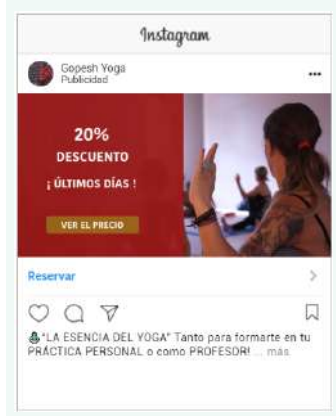 Instagram
Gopesh Yoga
Publicidad
20%
DESCUENTO
¡ ÚLTIMOS DÍAS !
VER EL PRECIO
Reservar
"LA ESENCIA DEL YOGA" Tanto para formarte en tu
PRÁCTICA PERSONAL o como PROFESOR! ... más